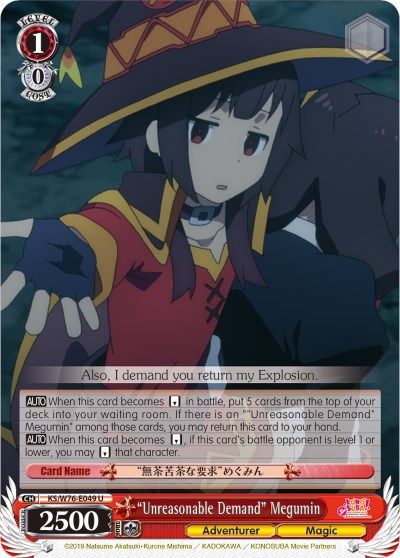 LEVEL
1
0
COST
Also, I demand you return my Explosion.
AUTO When this card becomes in battle, put 5 cards from the top of your
deck into your waiting room. If there is an ""Unreasonable Demand"
Megumin" among those cards, you may return this card to your hand.
AUTO When this card becomes , if this card's battle opponent is level 1 or
lower, you may that character.
Card Name
“無茶苦茶な要求”めぐみん
CH KS/W76-E049 U
POWER
2500
SOUL
“Unreasonable Demand” Megumin
Adventurer
Magic
©2019 Natsume Akatsuki・Kurone Mishima / KADOKAWA / KONOSUBA Movie Partners